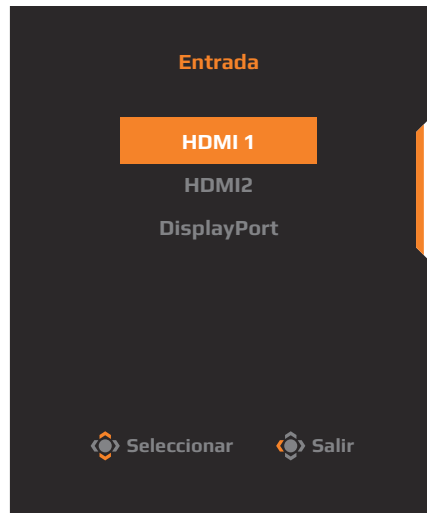 Entrada
HDMI 1
HDMI2
DisplayPort
Seleccionar Salir